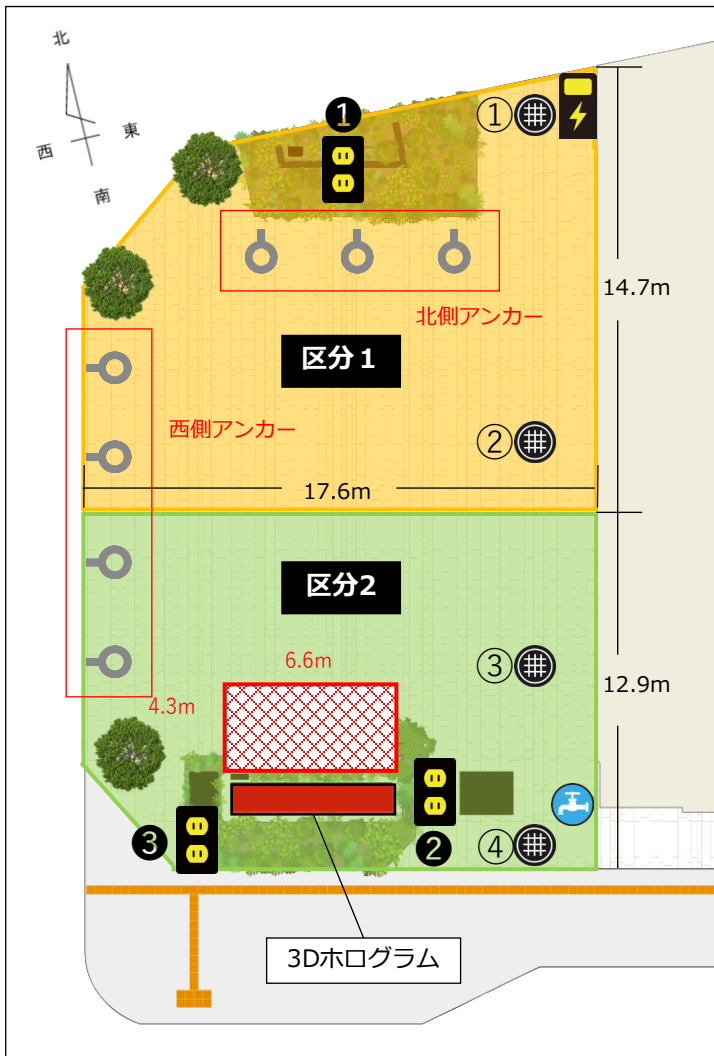 北
西
東
南
❶
①
14.7m
北側アンカー
区分1
西側アンカー
②
17.6m
区分2
6.6m
③
4.3m
12.9m
❸
❷
④
3Dホログラム